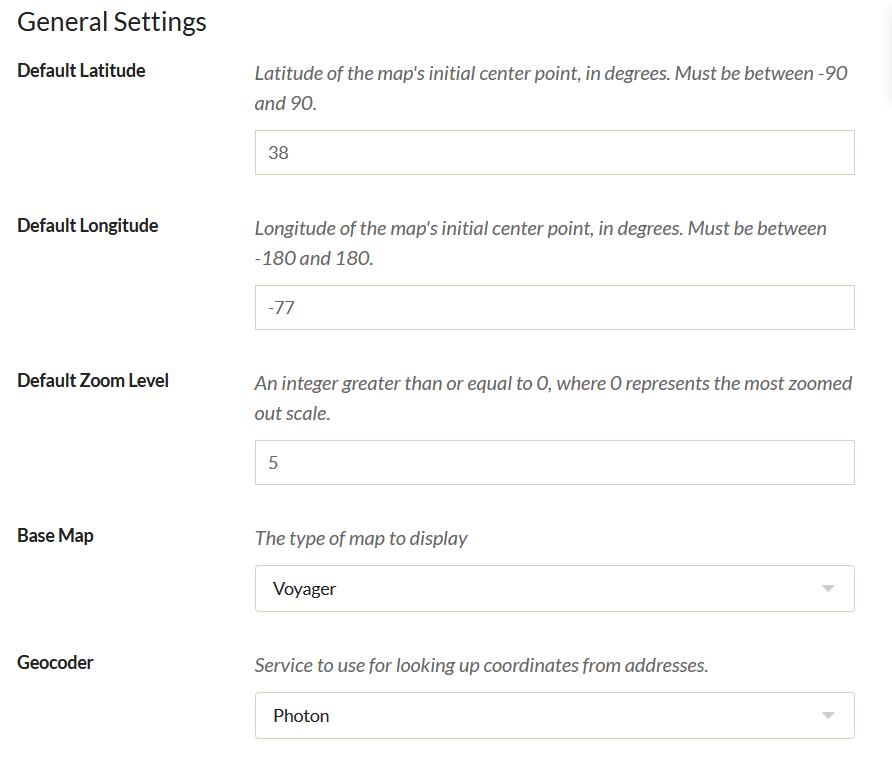 General Settings
Default Latitude
Latitude of the map's initial center point, in degrees. Must be between -90
and 90.
38
Default Longitude
Longitude of the map's initial center point, in degrees. Must be between
-180 and 180.
-77
Default Zoom Level
An integer greater than or equal to 0, where 0 represents the most zoomed
out scale.
5
Base Map
The type of map to display
Voyager
Geocoder
Service to use for looking up coordinates from addresses.
Photon